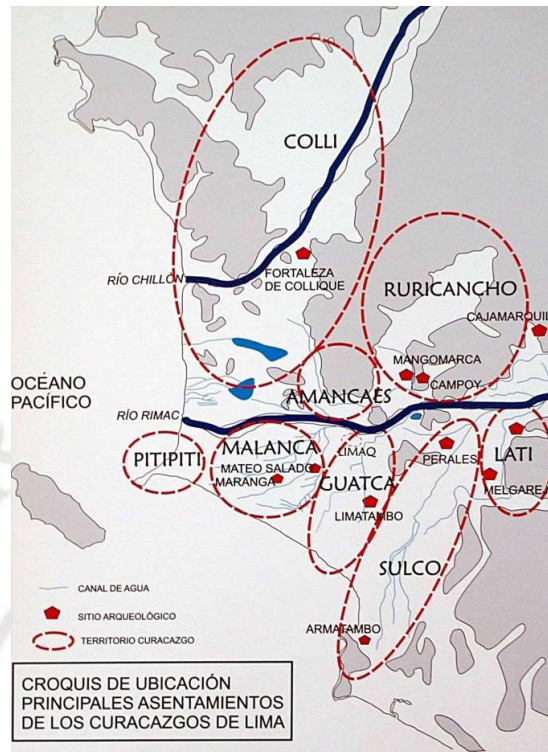 COLLI
RÍO CHILLÓN
FORTALEZA
DE COLLIQUE
RURICANCHO
CAJAMARQUIL
MANGOMARCA
CAMPOY
OCÉANO
PACÍFICO
AMANCAES
RÍO RIMAC
PITIPITI
MALANCA
LIMAQ
PERALES
LATI
MATEO SALADO
MARANGA
GUATCA
MELGAREJ
LIMATAMBO
SULCO
ARMATAMBO
CANAL DE AGUA
SITIO ARQUEOLÓGICO
TERRITORIO CURACAZGO
CROQUIS DE UBICACIÓN
PRINCIPALES ASENTAMIENTOS
DE LOS CURACAZGOS DE LIMA